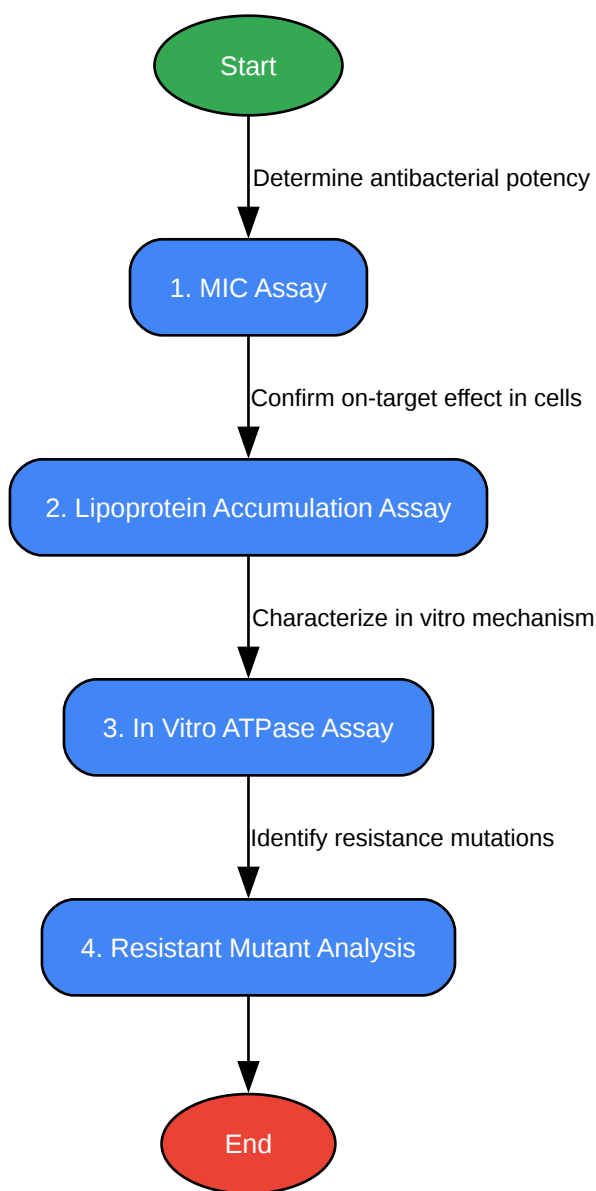 Start
Determine antibacterial potency
1. MIC Assay
Confirm on-target effect in cells
2. Lipoprotein Accumulation Assay
Characterize in vitro mechanism
3. In Vitro ATPase Assay
Identify resistance mutations
4. Resistant Mutant Analysis
End